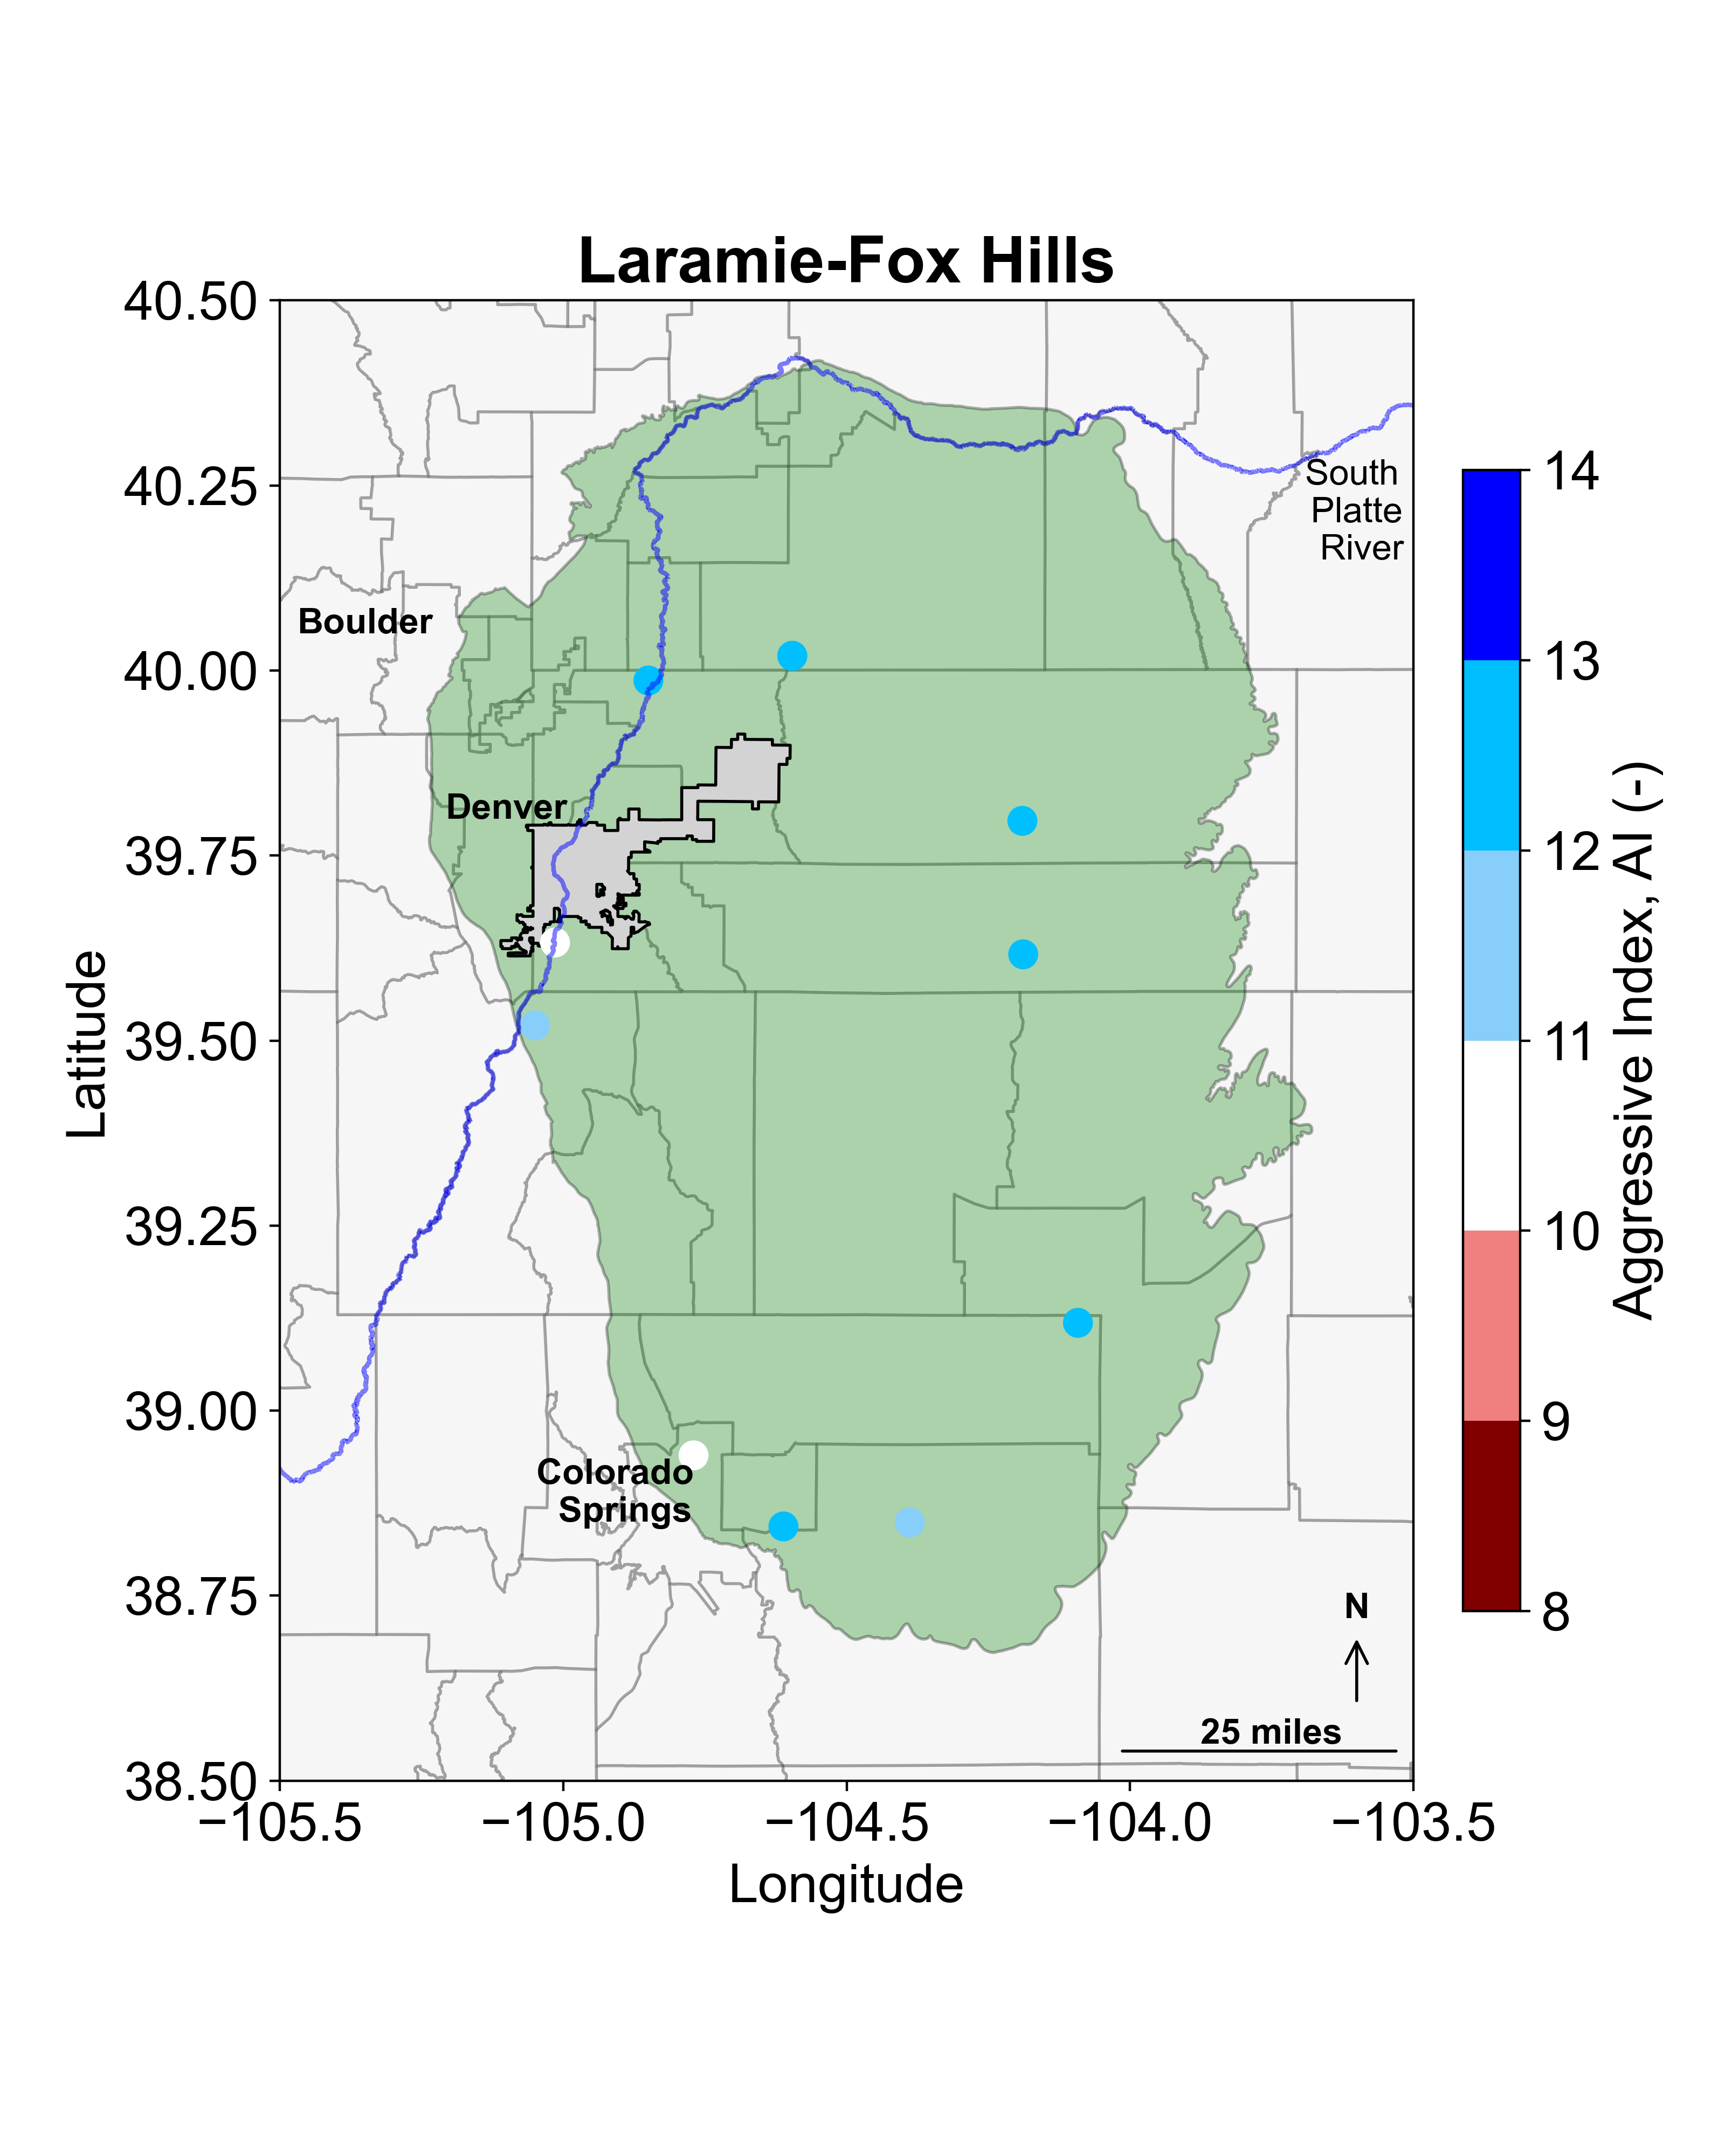 Laramie-Fox Hills
40.50
40.25
40.00
39.75
39.50
39.25
39.00
38.75
38.50
Latitude
−105.5
−105.0
−104.5
−104.0
−103.5
Longitude
South
Platte
River
Boulder
Denver
Colorado
Springs
N
25 miles
14
13
12
11
10
9
8
Aggressive Index, AI (-)